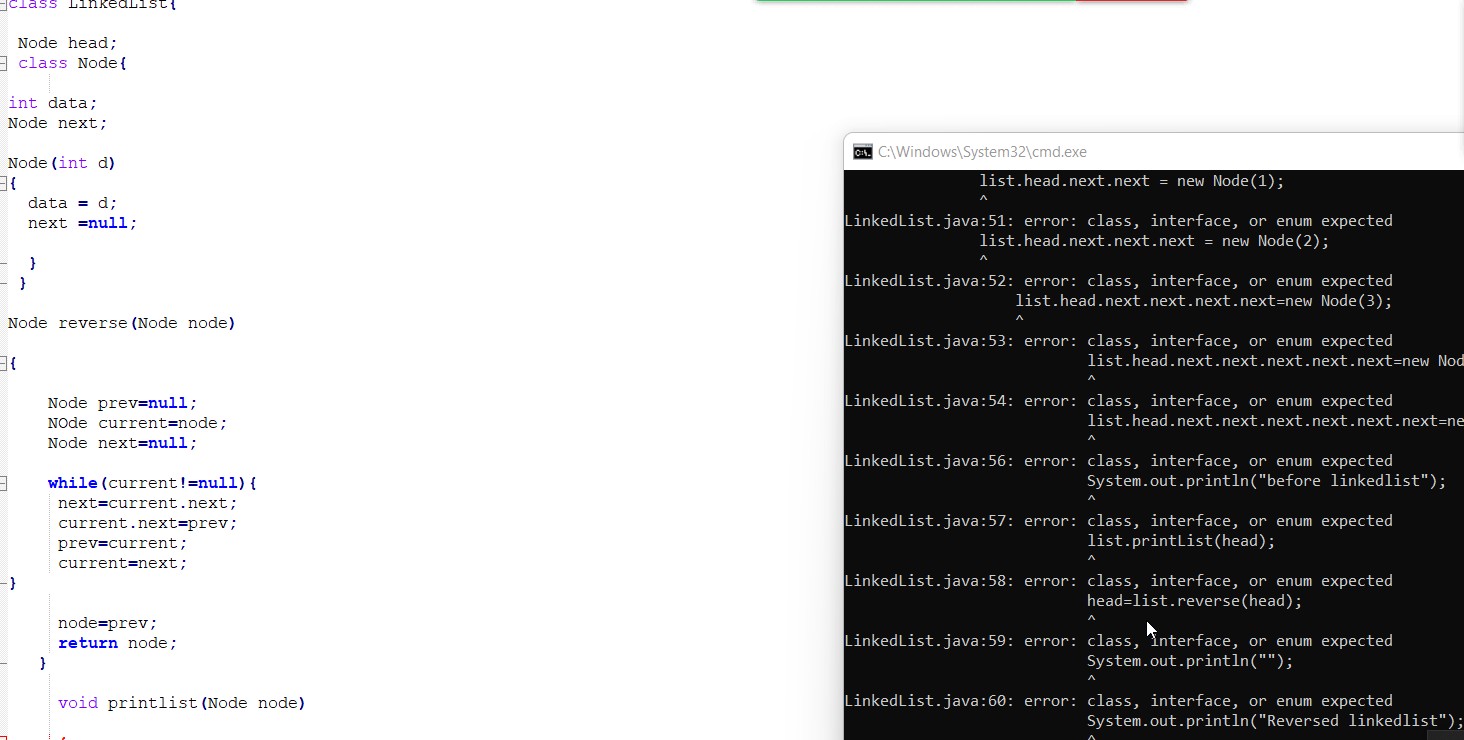 class LinkedList{
Node head;
class Node{
int data;
Node next;
Node(int d)
{
data = d;
next =null;
}
}
Node reverse(Node node)
{
Node prev=null;
NOde current=node;
Node next=null;
while(current!=null){
next=current.next;
current.next=prev;
prev=current;
current=next;
}
node=prev;
return node;
}
void printlist(Node node)
C:\Windows\System32\cmd.exe
list.head.next.next = new Node(1);
^
LinkedList.java:51: error: class, interface, or enum expected
list.head.next.next.next = new Node(2);
^
LinkedList.java:52: error: class, interface, or enum expected
list.head.next.next.next.next=new Node(3);
^
LinkedList.java:53: error: class, interface, or enum expected
list.head.next.next.next.next.next=new Nod
^
LinkedList.java:54: error: class, interface, or enum expected
list.head.next.next.next.next.next.next=ne
^
LinkedList.java:56: error: class, interface, or enum expected
System.out.println("before linkedlist");
^
LinkedList.java:57: error: class, interface, or enum expected
list.printList(head);
^
LinkedList.java:58: error: class, interface, or enum expected
head=list.reverse(head);
^
LinkedList.java:59: error: class, interface, or enum expected
System.out.println("");
^
LinkedList.java:60: error: class, interface, or enum expected
System.out.println("Reversed linkedlist");
^